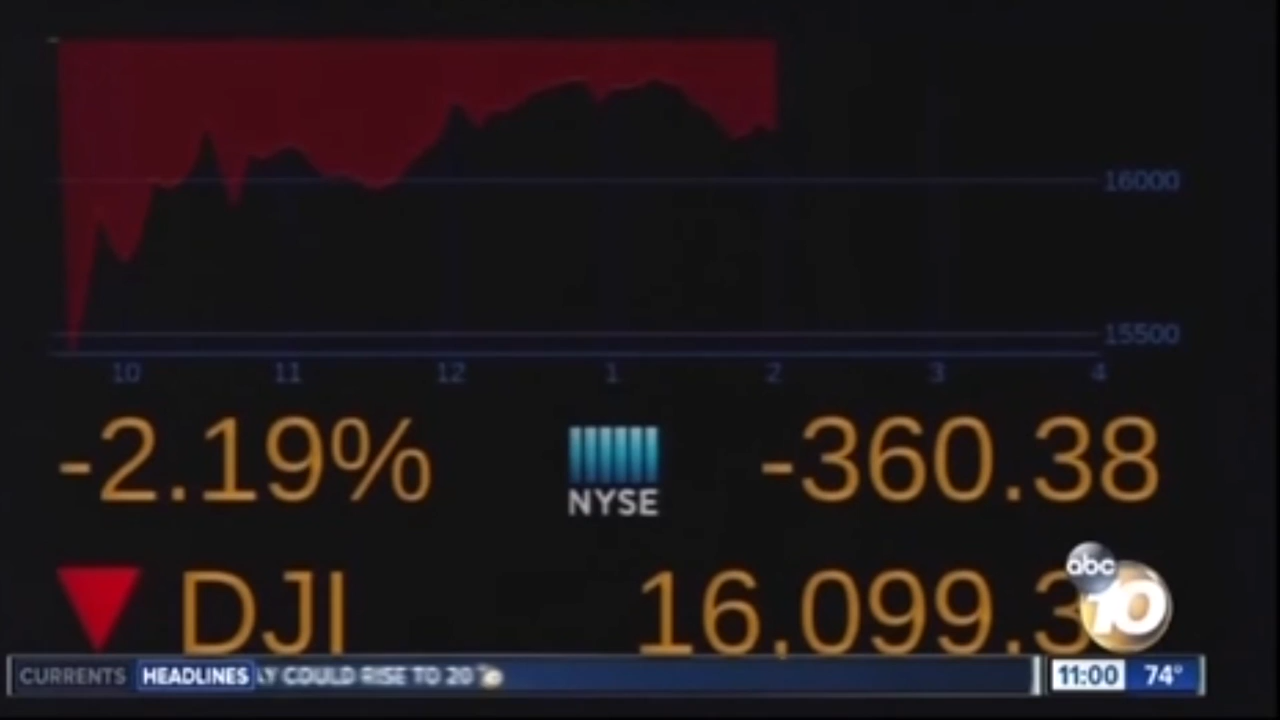 16000
15500
10 11 12 1 2 3 4
-2.19% NYSE -360.38
DJI 16,099.3
abc 10
CURRENTS HEADLINES COULD RISE TO 20 11:00 74°